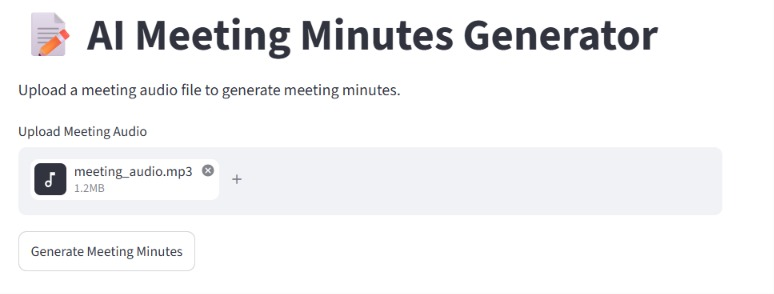 AI Meeting Minutes Generator
Upload a meeting audio file to generate meeting minutes.
Upload Meeting Audio
meeting_audio.mp3
1.2MB
Generate Meeting Minutes